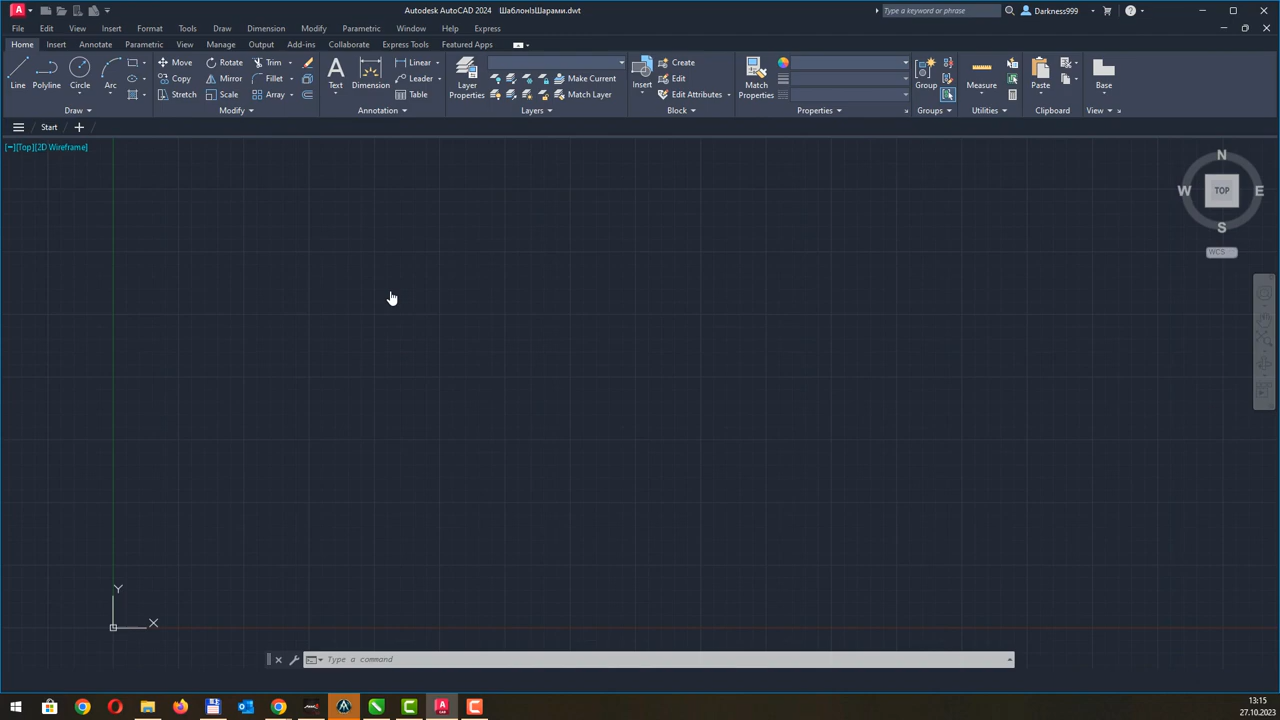 Autodesk AutoCAD 2024 ШаблонІзШарами.dwt
Type a keyword or phrase
Darkness999
File Edit View Insert Format Tools Draw Dimension Modify Parametric Window Help Express
Home Insert Annotate Parametric View Manage Output Add-ins Collaborate Express Tools Featured Apps
Line Polyline Circle Arc
Draw
Move Rotate Trim
Copy Mirror Fillet
Stretch Scale Array
Modify
Text Dimension
Linear
Leader
Table
Annotation
Layer Properties
Make Current
Match Layer
Layers
Insert
Create
Edit
Edit Attributes
Block
Match Properties
Properties
Group
Groups
Measure
Utilities
Paste
Clipboard
Base
View
Start
[−][Top][2D Wireframe]
N
W TOP E
S
WCS
Y
X
Type a command
13:15
27.10.2023